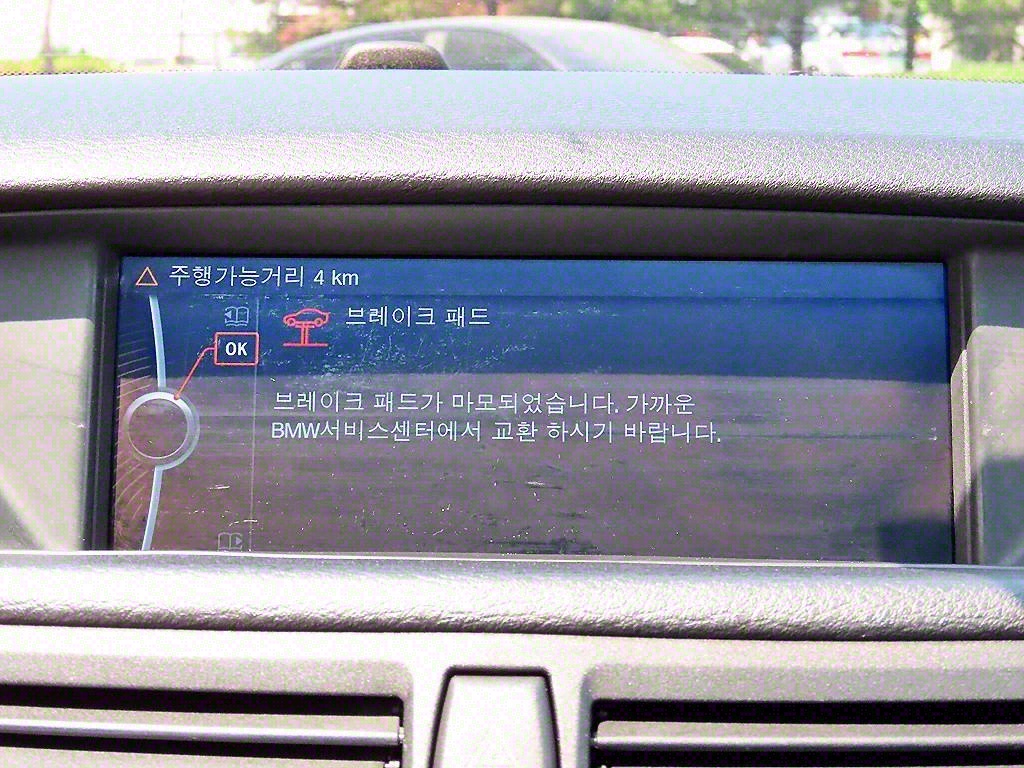 주행가능거리 4 km
브레이크 패드
OK
브레이크 패드가 마모되었습니다. 가까운
BMW서비스센터에서 교환 하시기 바랍니다.